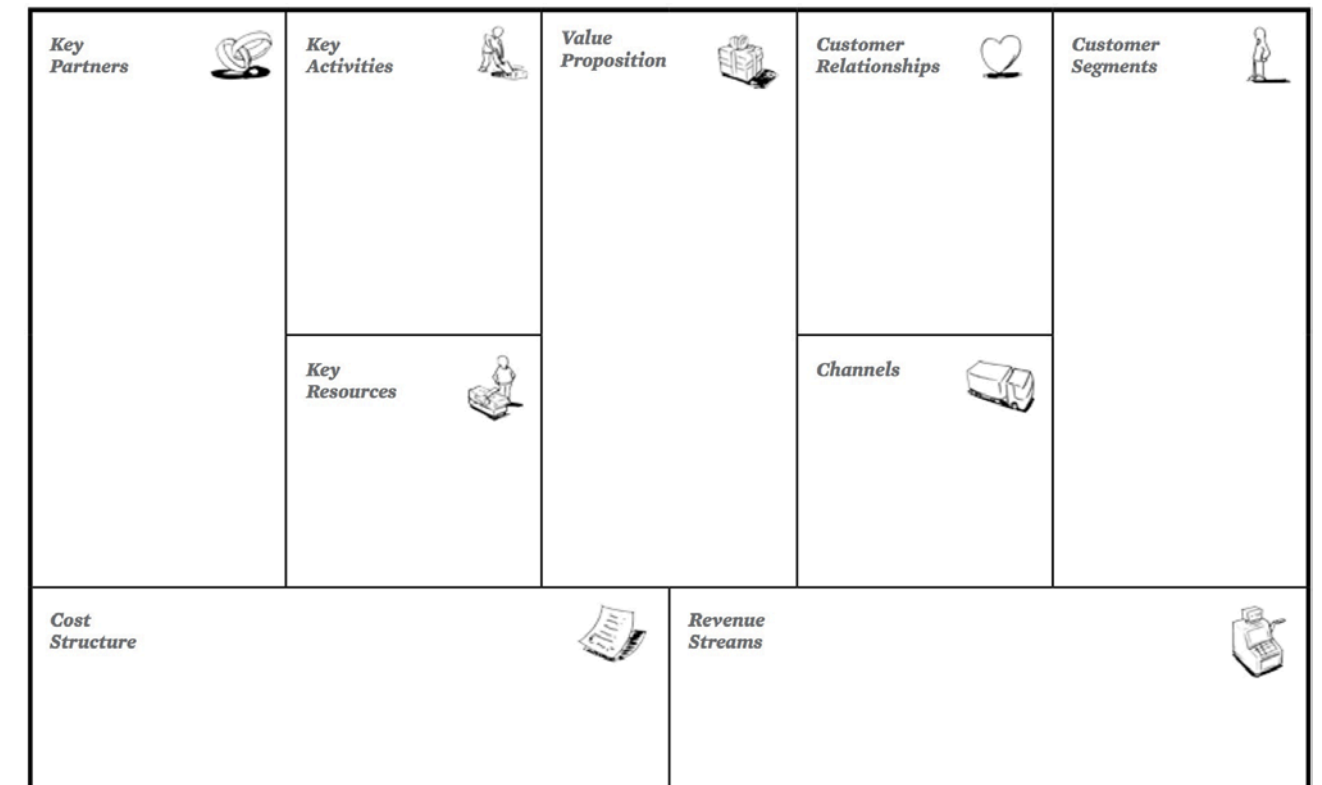 Key
Partners
Key
Activities
Value
Proposition
Customer
Relationships
Customer
Segments
Key
Resources
Channels
Cost
Structure
Revenue
Streams